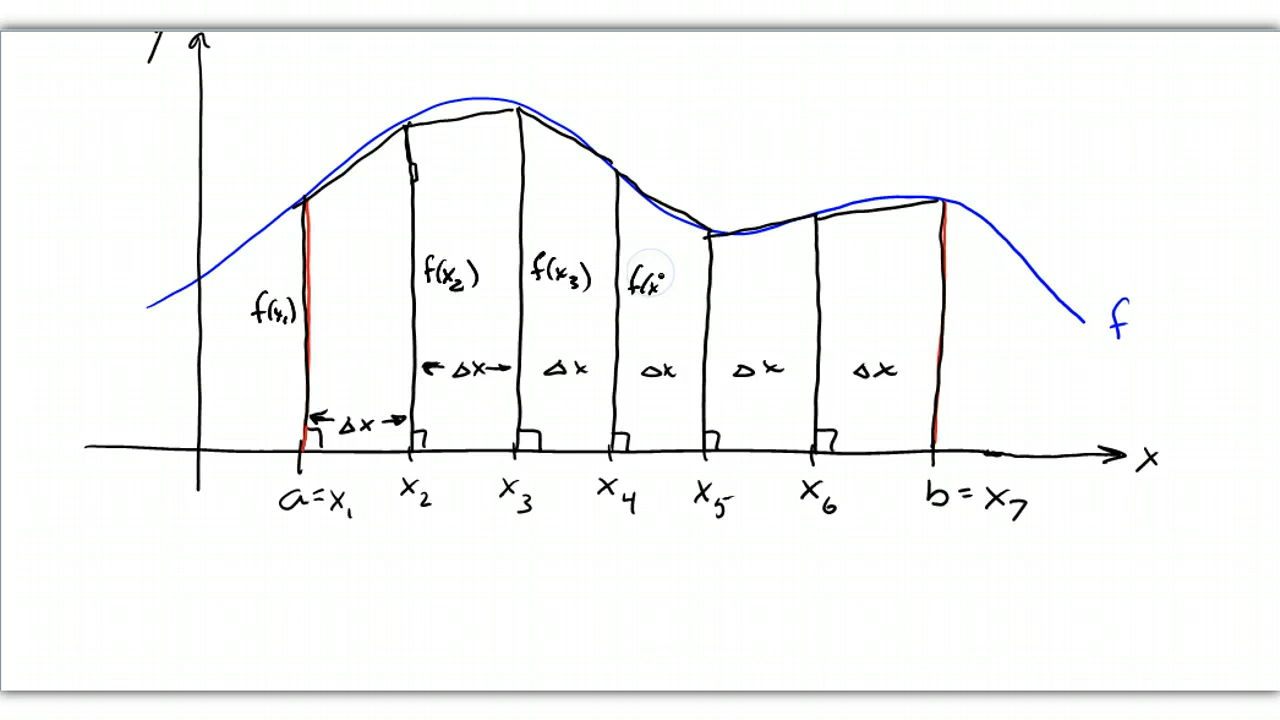 y
f(x₁) f(x₂) f(x₃) f(x
f
Δx Δx Δx Δx Δx Δx
x
a=x₁ x₂ x₃ x₄ x₅ x₆ b=x₇